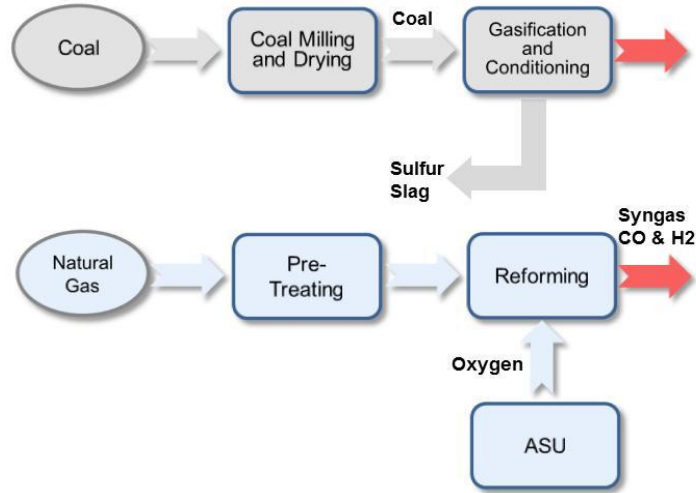 Coal
Coal Milling
and Drying
Coal
Gasification
and
Conditioning
Sulfur
Slag
Natural
Gas
Pre-
Treating
Reforming
Syngas
CO & H2
Oxygen
ASU